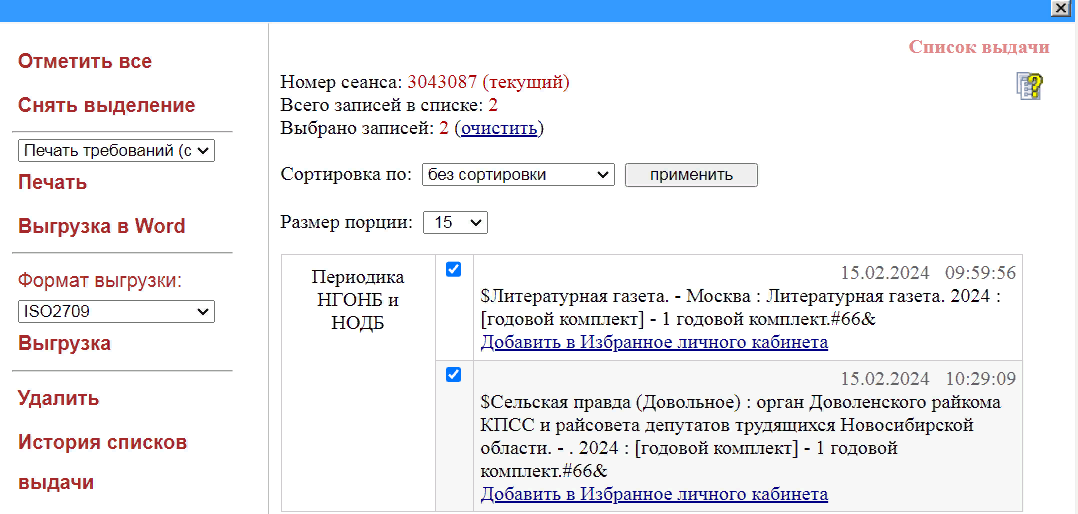 Отметить все
Снять выделение
Печать требований (с
Печать
Выгрузка в Word
Формат выгрузки:
ISO2709
Выгрузка
Удалить
История списков
выдачи
Список выдачи
Номер сеанса: 3043087 (текущий)
Всего записей в списке: 2
Выбрано записей: 2 (очистить)
Сортировка по: без сортировки применить
Размер порции: 15
Периодика
НГОНБ и
НОДБ
15.02.2024 09:59:56
$Литературная газета. - Москва : Литературная газета. 2024 :
[годовой комплект] - 1 годовой комплект.#66&
Добавить в Избранное личного кабинета
15.02.2024 10:29:09
$Сельская правда (Довольное) : орган Доволенского райкома
КПСС и райсовета депутатов трудящихся Новосибирской
области. - . 2024 : [годовой комплект] - 1 годовой
комплект.#66&
Добавить в Избранное личного кабинета